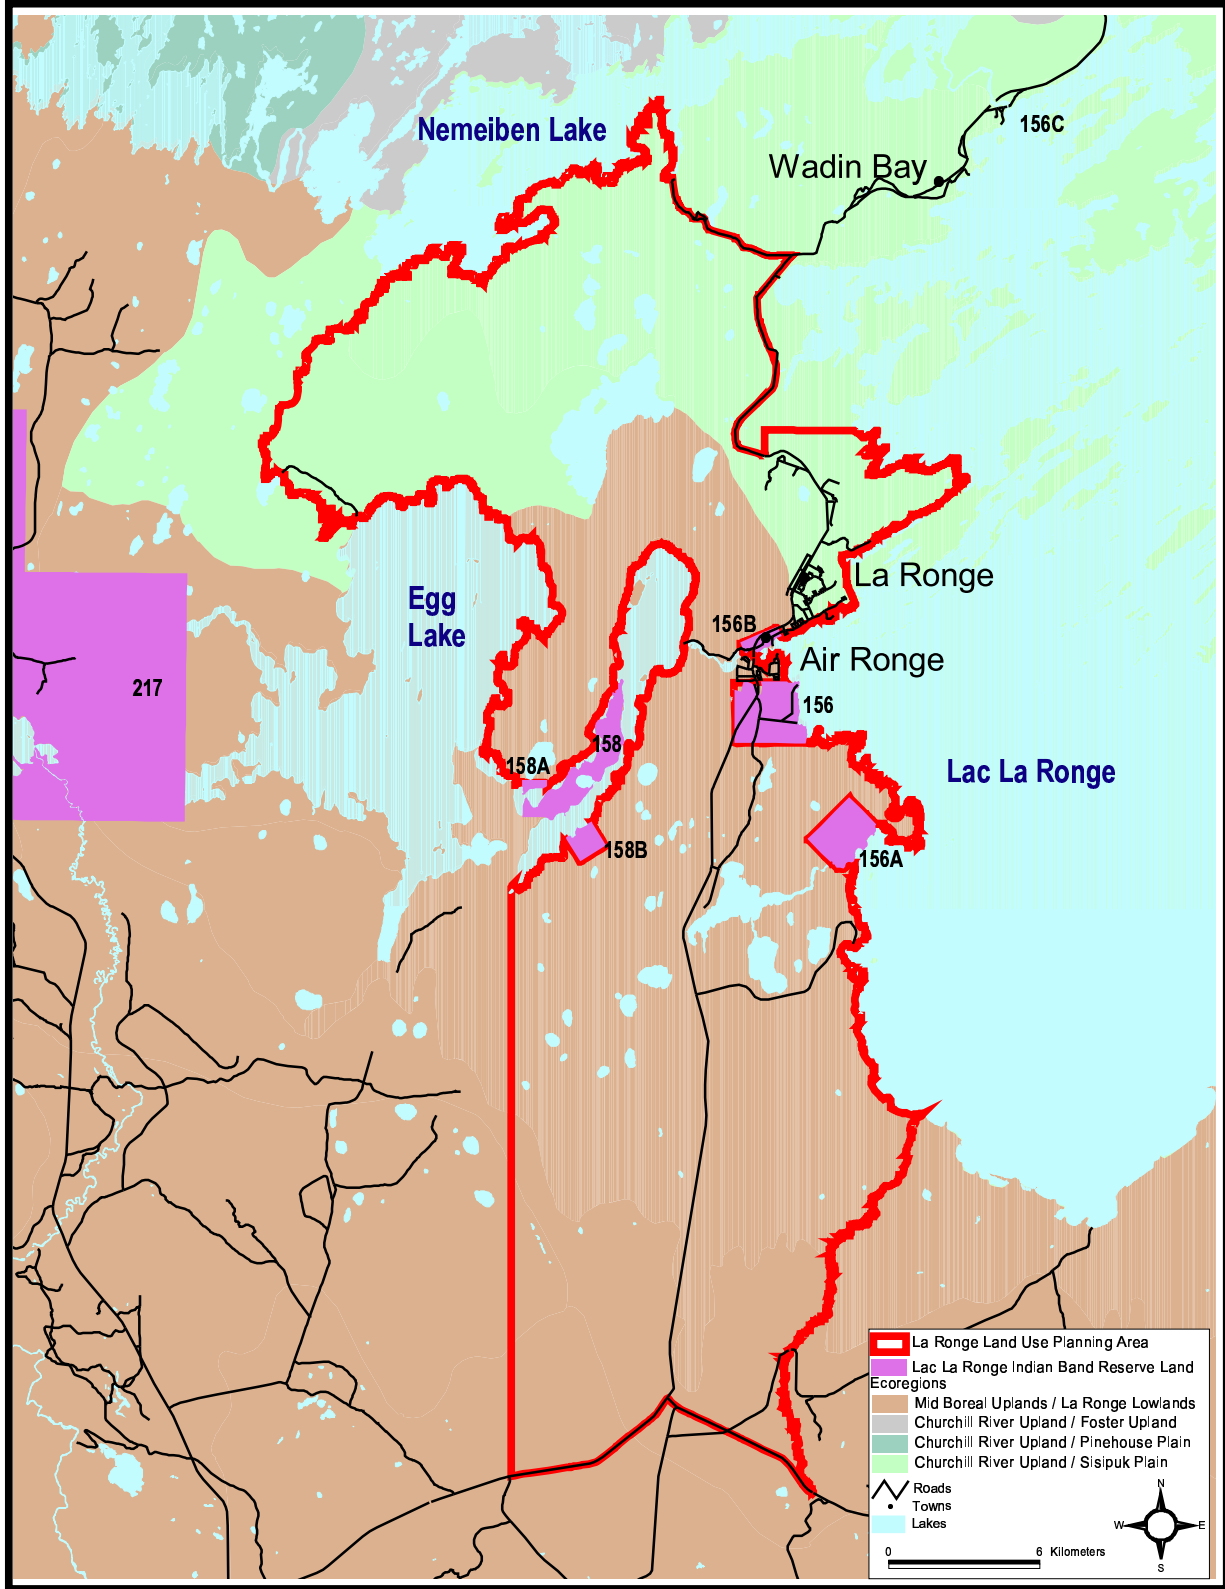 Nemeiben Lake
156C
Wadin Bay
La Ronge
Egg
Lake
156B
Air Ronge
217
156
158
158A
Lac La Ronge
158B
156A
La Ronge Land Use Planning Area
Lac La Ronge Indian Band Reserve Land
Ecoregions
Mid Boreal Uplands / La Ronge Lowlands
Churchill River Upland / Foster Upland
Churchill River Upland / Pinehouse Plain
Churchill River Upland / Sisipuk Plain
Roads
Towns
Lakes
N
W E
S
0 6 Kilometers